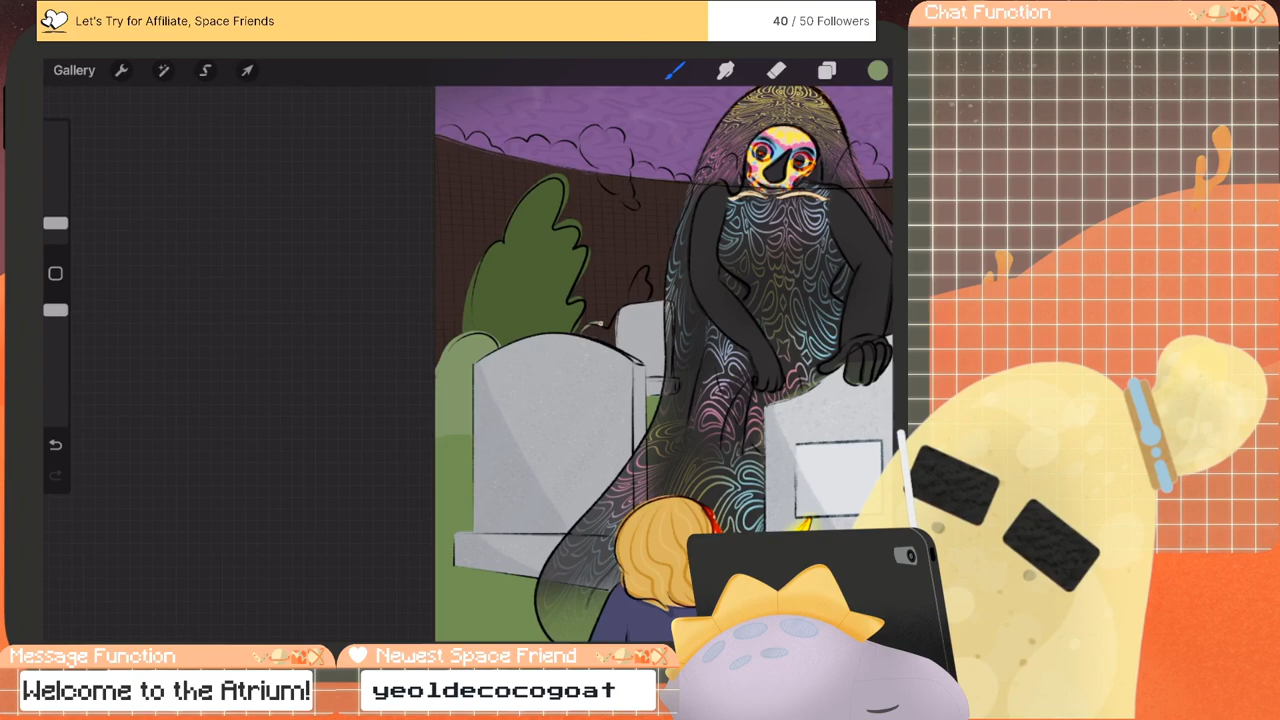 Let's Try for Affiliate, Space Friends
40 / 50 Followers
Chat Function
Gallery
Message Function
Newest Space Friend
Welcome to the Atrium!
yeoldecocogoat